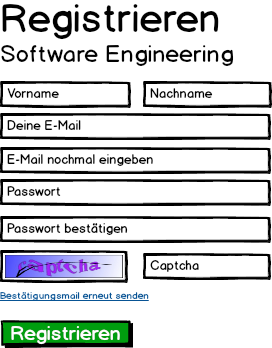 Registrieren
Software Engineering
Vorname Nachname
Deine E-Mail
E-Mail nochmal eingeben
Passwort
Passwort bestätigen
captcha Captcha
Bestätigungsmail erneut senden
Registrieren